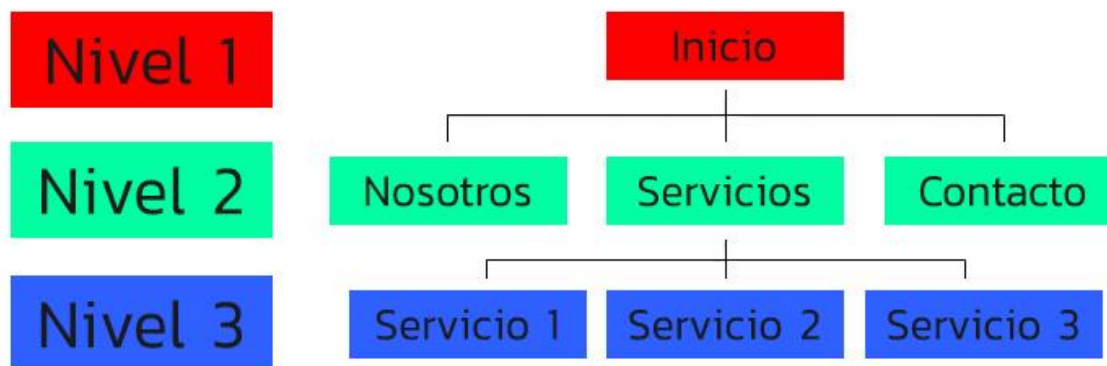 Nivel 1
Inicio
Nivel 2
Nosotros
Servicios
Contacto
Nivel 3
Servicio 1
Servicio 2
Servicio 3